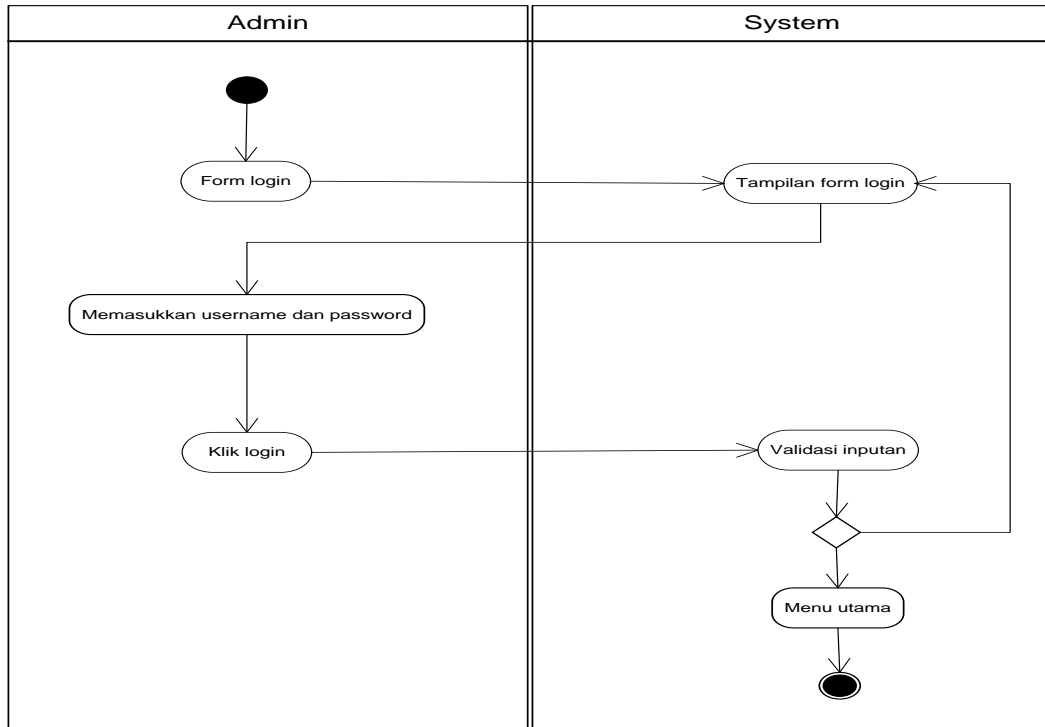 Admin
System
Form login
Tampilan form login
Memasukkan username dan password
Klik login
Validasi inputan
Menu utama